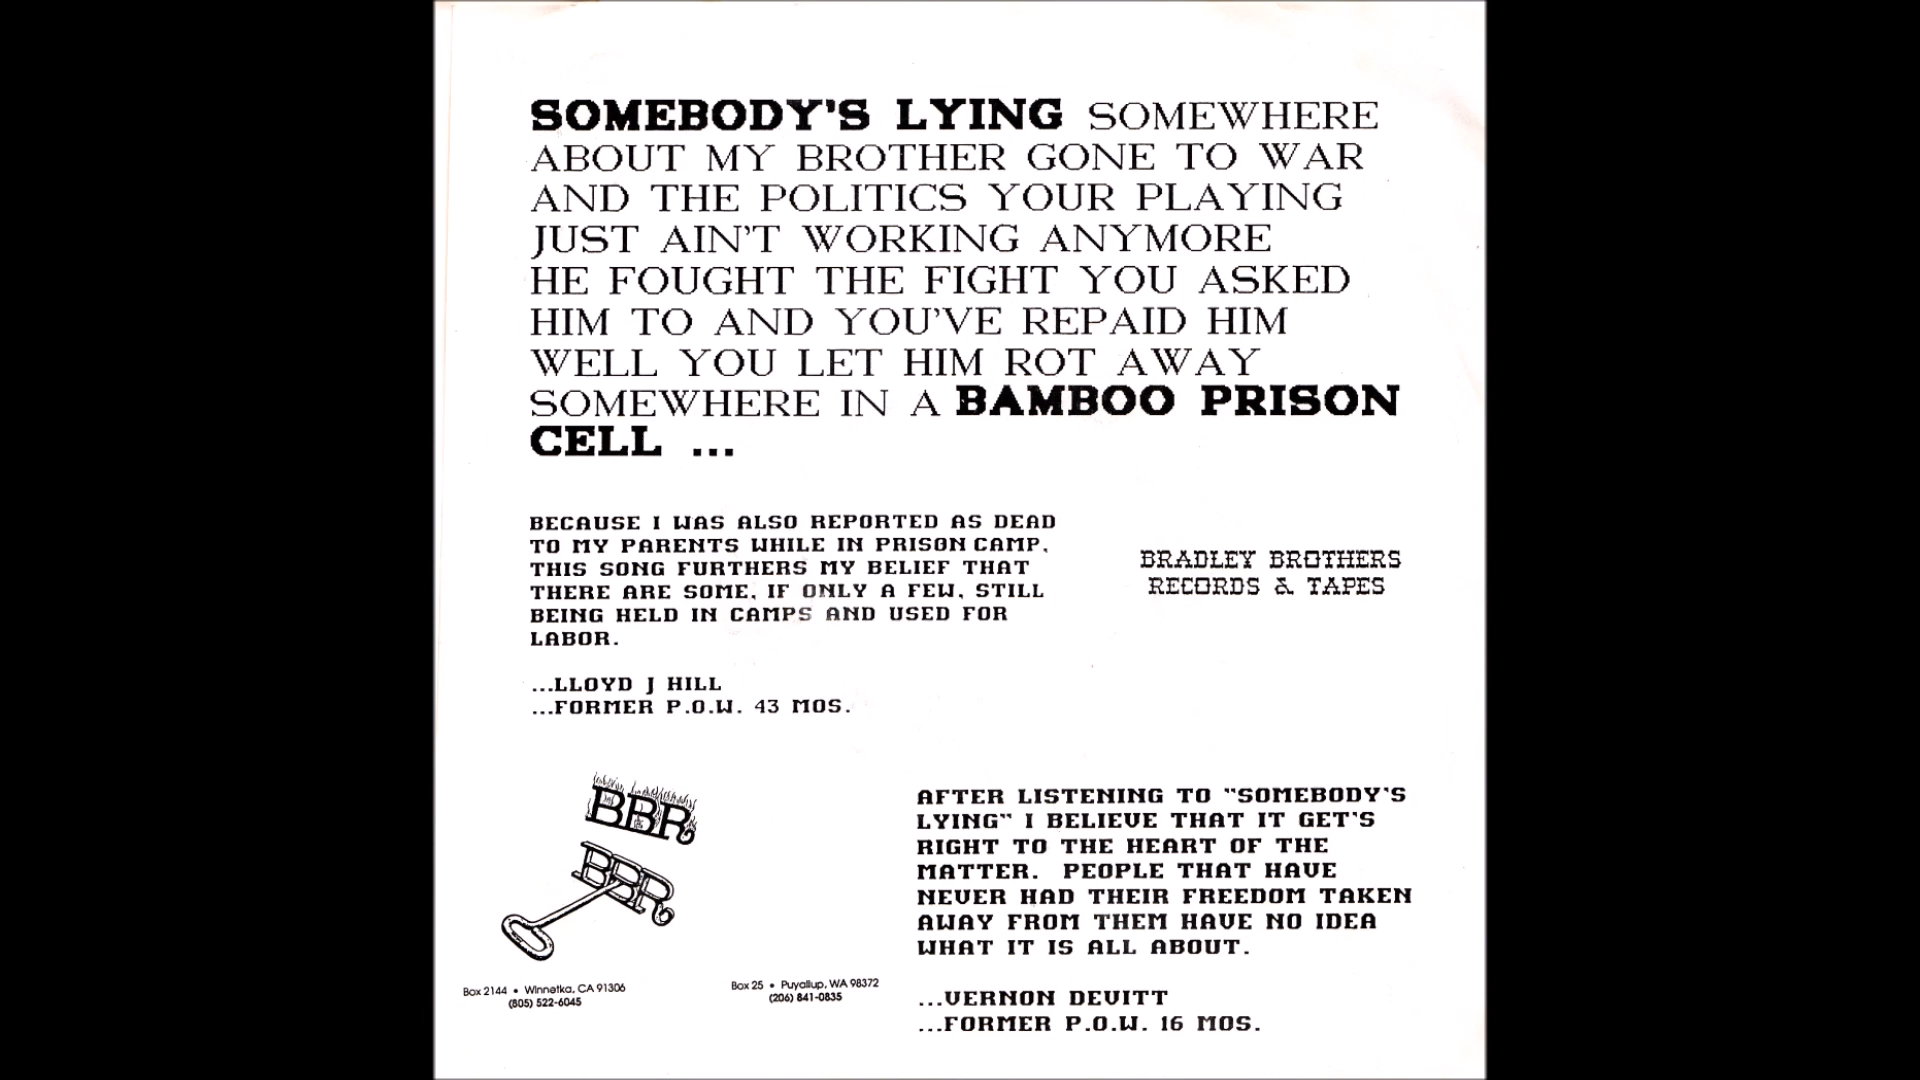 SOMEBODY'S LYING SOMEWHERE
ABOUT MY BROTHER GONE TO WAR
AND THE POLITICS YOUR PLAYING
JUST AIN'T WORKING ANYMORE
HE FOUGHT THE FIGHT YOU ASKED
HIM TO AND YOU'VE REPAID HIM
WELL YOU LET HIM ROT AWAY
SOMEWHERE IN A BAMBOO PRISON
CELL ...
BECAUSE I WAS ALSO REPORTED AS DEAD
TO MY PARENTS WHILE IN PRISON CAMP,
THIS SONG FURTHERS MY BELIEF THAT
THERE ARE SOME, IF ONLY A FEW, STILL
BEING HELD IN CAMPS AND USED FOR
LABOR.
...LLOYD J HILL
...FORMER P.O.W. 43 MOS.
BRADLEY BROTHERS
RECORDS & TAPES
BBR
BBR
Box 2144 • Winnetka, CA 91306
(805) 522-6045
Box 25 • Puyallup, WA 98372
(206) 841-0835
AFTER LISTENING TO "SOMEBODY'S
LYING" I BELIEVE THAT IT GET'S
RIGHT TO THE HEART OF THE
MATTER. PEOPLE THAT HAVE
NEVER HAD THEIR FREEDOM TAKEN
AWAY FROM THEM HAVE NO IDEA
WHAT IT IS ALL ABOUT.
...VERNON DEVITT
...FORMER P.O.W. 16 MOS.